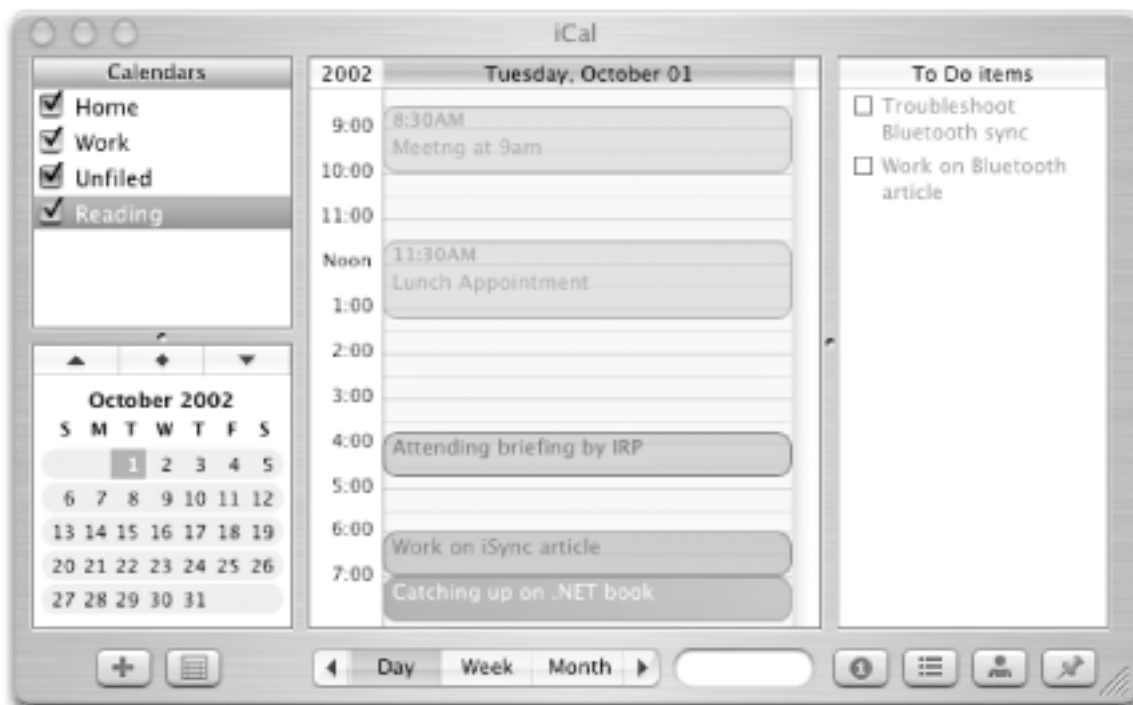 iCal
Calendars
Home
Work
Unfiled
Reading
October 2002
S M T W T F S
1 2 3 4 5
6 7 8 9 10 11 12
13 14 15 16 17 18 19
20 21 22 23 24 25 26
27 28 29 30 31
2002 Tuesday, October 01
9:00
10:00
11:00
Noon
1:00
2:00
3:00
4:00
5:00
6:00
7:00
8:30AM
Meetng at 9am
11:30AM
Lunch Appointment
Attending briefing by IRP
Work on iSync article
Catching up on .NET book
To Do items
Troubleshoot
Bluetooth sync
Work on Bluetooth
article
Day Week Month